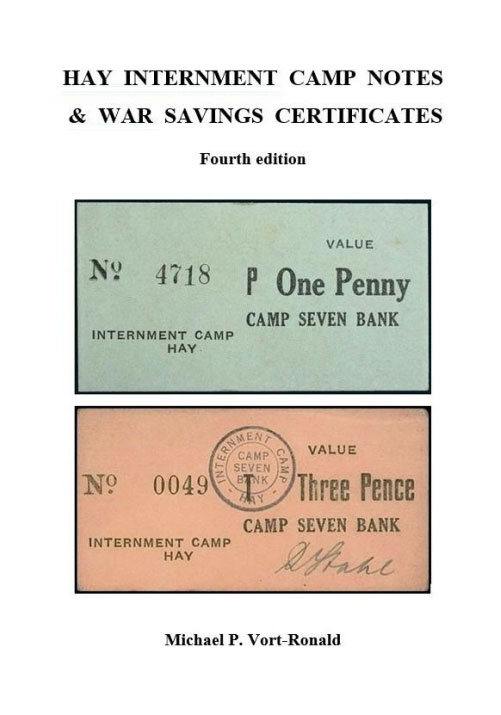 HAY INTERNMENT CAMP NOTES
& WAR SAVINGS CERTIFICATES
Fourth edition
VALUE
Nº 4718 P One Penny
CAMP SEVEN BANK
INTERNMENT CAMP
HAY
VALUE
Nº 0049 T Three Pence
INTERNMENT CAMP
CAMP
SEVEN
BANK
HAY
CAMP SEVEN BANK
INTERNMENT CAMP
HAY
D Stahl
Michael P. Vort-Ronald